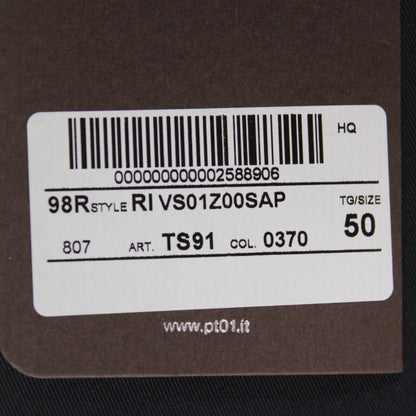 HQ
000000000002588906
98R STYLE RI VS01Z00SAP
TG/SIZE
50
807 ART. TS91 COL. 0370
www.pt01.it